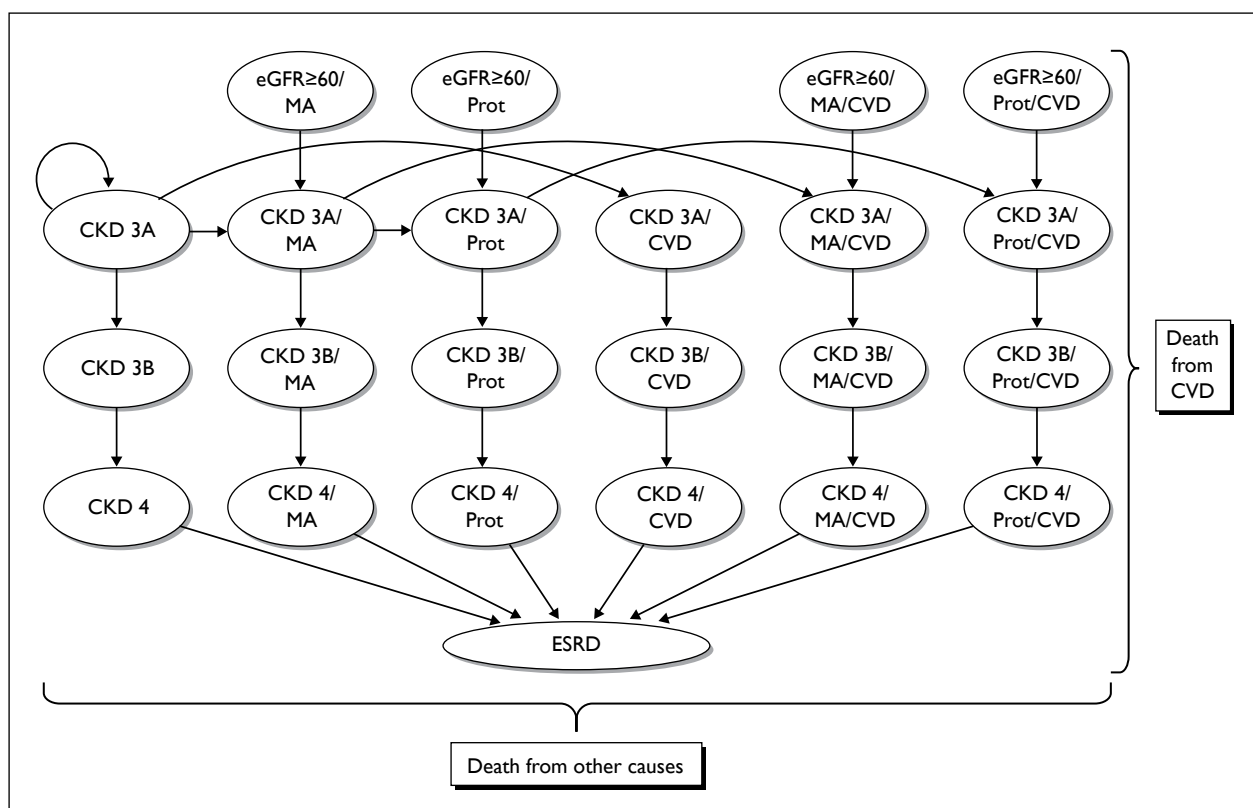 eGFR≥60/
MA
eGFR≥60/
Prot
eGFR≥60/
MA/CVD
eGFR≥60/
Prot/CVD
CKD 3A
CKD 3A/
MA
CKD 3A/
Prot
CKD 3A/
CVD
CKD 3A/
MA/CVD
CKD 3A/
Prot/CVD
CKD 3B
CKD 3B/
MA
CKD 3B/
Prot
CKD 3B/
CVD
CKD 3B/
MA/CVD
CKD 3B/
Prot/CVD
Death
from
CVD
CKD 4
CKD 4/
MA
CKD 4/
Prot
CKD 4/
CVD
CKD 4/
MA/CVD
CKD 4/
Prot/CVD
ESRD
Death from other causes